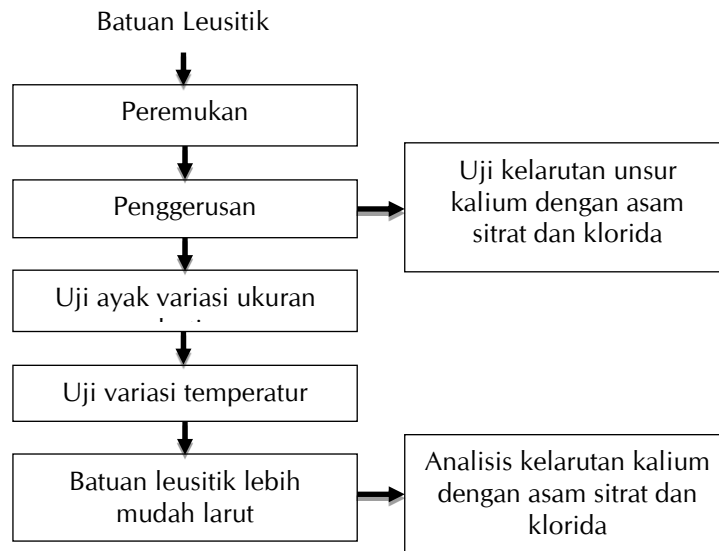 Batuan Leusitik
Peremukan
Penggerusan
Uji kelarutan unsur
kalium dengan asam
sitrat dan klorida
Uji ayak variasi ukuran
Uji variasi temperatur
Batuan leusitik lebih
mudah larut
Analisis kelarutan kalium
dengan asam sitrat dan
klorida